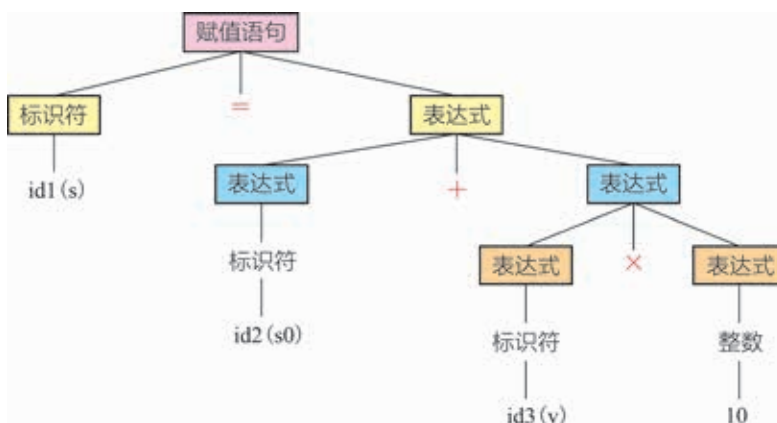 赋值语句
标识符 = 表达式
id1(s) 表达式 + 表达式
标识符 表达式 × 表达式
id2(s0) 标识符 整数
id3(v) 10